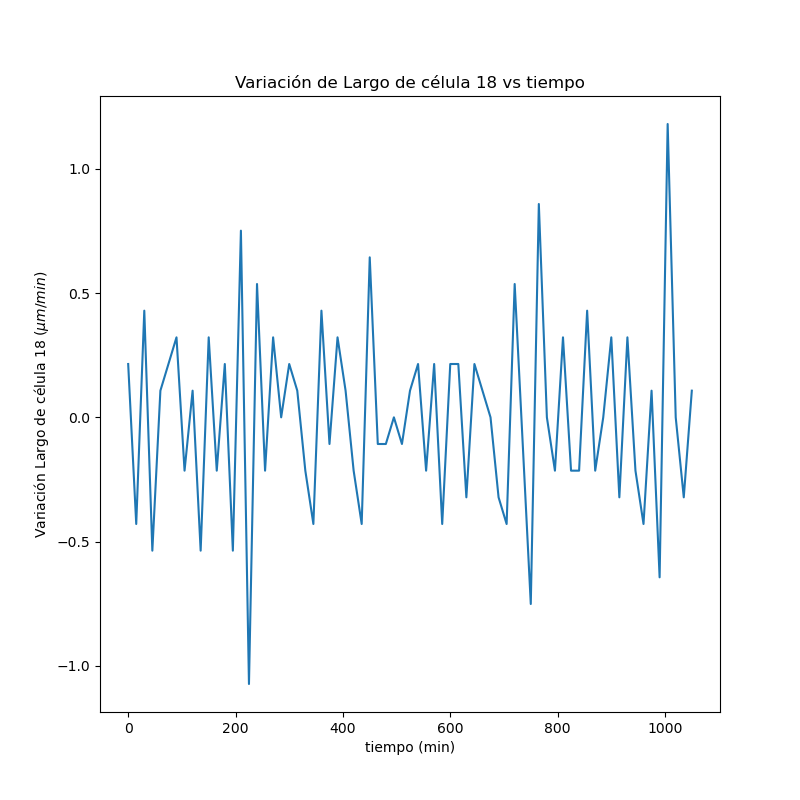 Variación de Largo de célula 18 vs tiempo
Variación Largo de célula 18 (μm/min)
1.0
0.5
0.0
−0.5
−1.0
0 200 400 600 800 1000
tiempo (min)